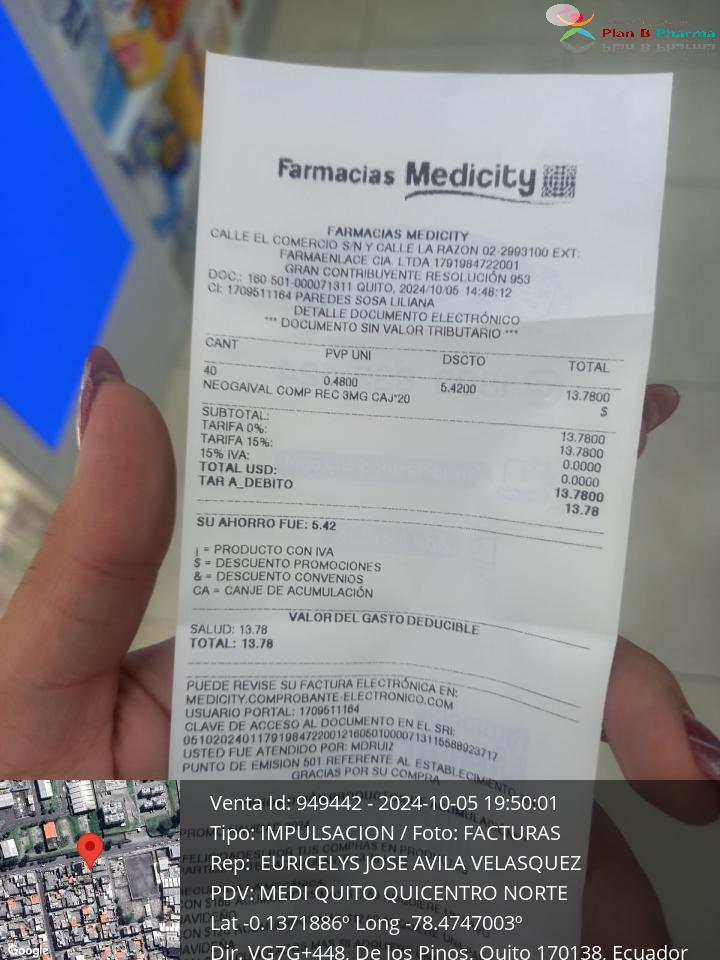 Plan B Pharma
Farmacias Medicity
FARMACIAS MEDICITY
CALLE EL COMERCIO S/N Y CALLE LA RAZON 02-2993100 EXT:
FARMAENLACE CIA. LTDA 1791984722001
GRAN CONTRIBUYENTE RESOLUCIÓN 953
DOC.: 160-501-000071311 QUITO, 2024/10/05 14:48:12
CI: 1709511164 PAREDES SOSA LILIANA
DETALLE DOCUMENTO ELECTRÓNICO
*** DOCUMENTO SIN VALOR TRIBUTARIO ***
CANT PVP UNI DSCTO TOTAL
40 0.4800 5.4200 13.7800
NEOGAIVAL COMP REC 3MG CAJ*20 $
SUBTOTAL: 13.7800
TARIFA 0%: 13.7800
TARIFA 15%: 0.0000
15% IVA: 0.0000
TOTAL USD: 13.7800
TAR A_DEBITO 13.78
SU AHORRO FUE: 5.42
| = PRODUCTO CON IVA
$ = DESCUENTO PROMOCIONES
& = DESCUENTO CONVENIOS
CA = CANJE DE ACUMULACIÓN
VALOR DEL GASTO DEDUCIBLE
SALUD: 13.78
TOTAL: 13.78
PUEDE REVISE SU FACTURA ELECTRÓNICA EN:
MEDICITY.COMPROBANTE-ELECTRONICO.COM
USUARIO PORTAL: 1709511164
CLAVE DE ACCESO AL DOCUMENTO EN EL SRI:
USTED FUE ATENDIDO POR: MDRUIZ
PUNTO DE EMISION 501 REFERENTE AL ESTABLECIMIENTO
GRACIAS POR SU COMPRA
Venta Id: 949442 - 2024-10-05 19:50:01
Tipo: IMPULSACION / Foto: FACTURAS
Rep: EURICELYS JOSE AVILA VELASQUEZ
PDV: MEDI QUITO QUICENTRO NORTE
Lat -0.1371886º Long -78.4747003º
Dir. VG7G+448, De los Pinos, Quito 170138, Ecuador
Google